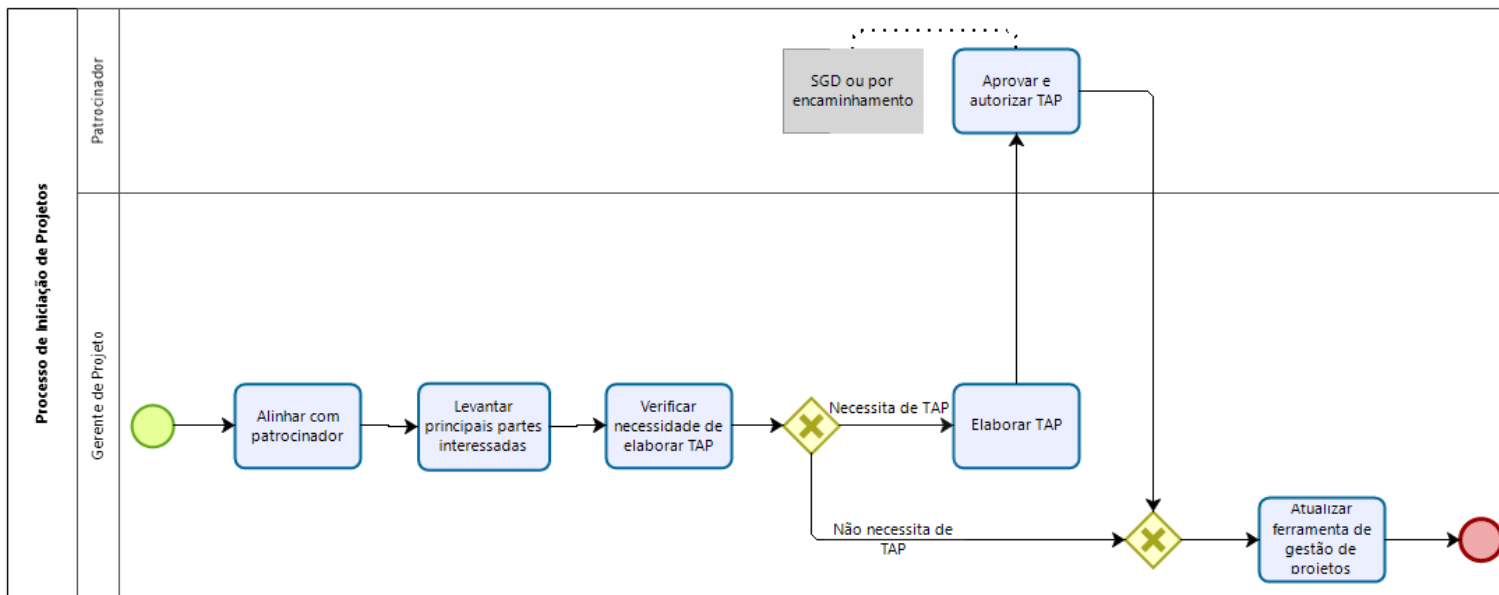 Processo de Iniciação de Projetos
Patrocinador
SGD ou por
encaminhamento
Aprovar e
autorizar TAP
Gerente de Projeto
Alinhar com
patrocinador
Levantar
principais partes
interessadas
Verificar
necessidade de
elaborar TAP
Necessita de TAP
Elaborar TAP
Não necessita de
TAP
Atualizar
ferramenta de
gestão de
projetos